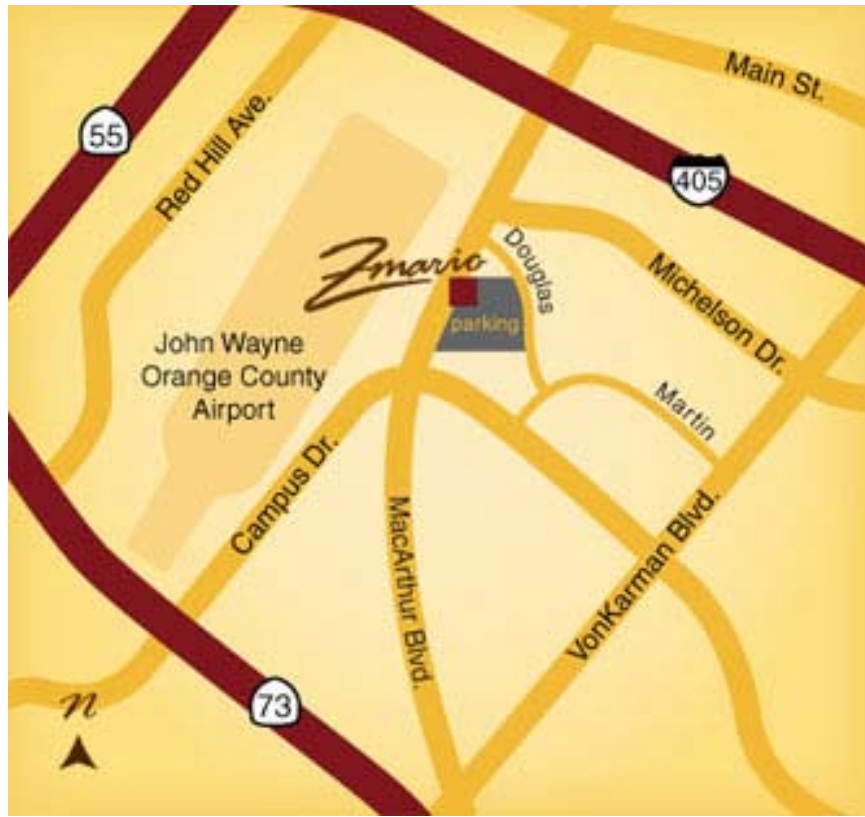 Main St.
55
Red Hill Ave.
405
Douglas
Zmario
Michelson Dr.
parking
John Wayne
Orange County
Airport
Martin
Campus Dr.
MacArthur Blvd.
VonKarman Blvd.
n
73